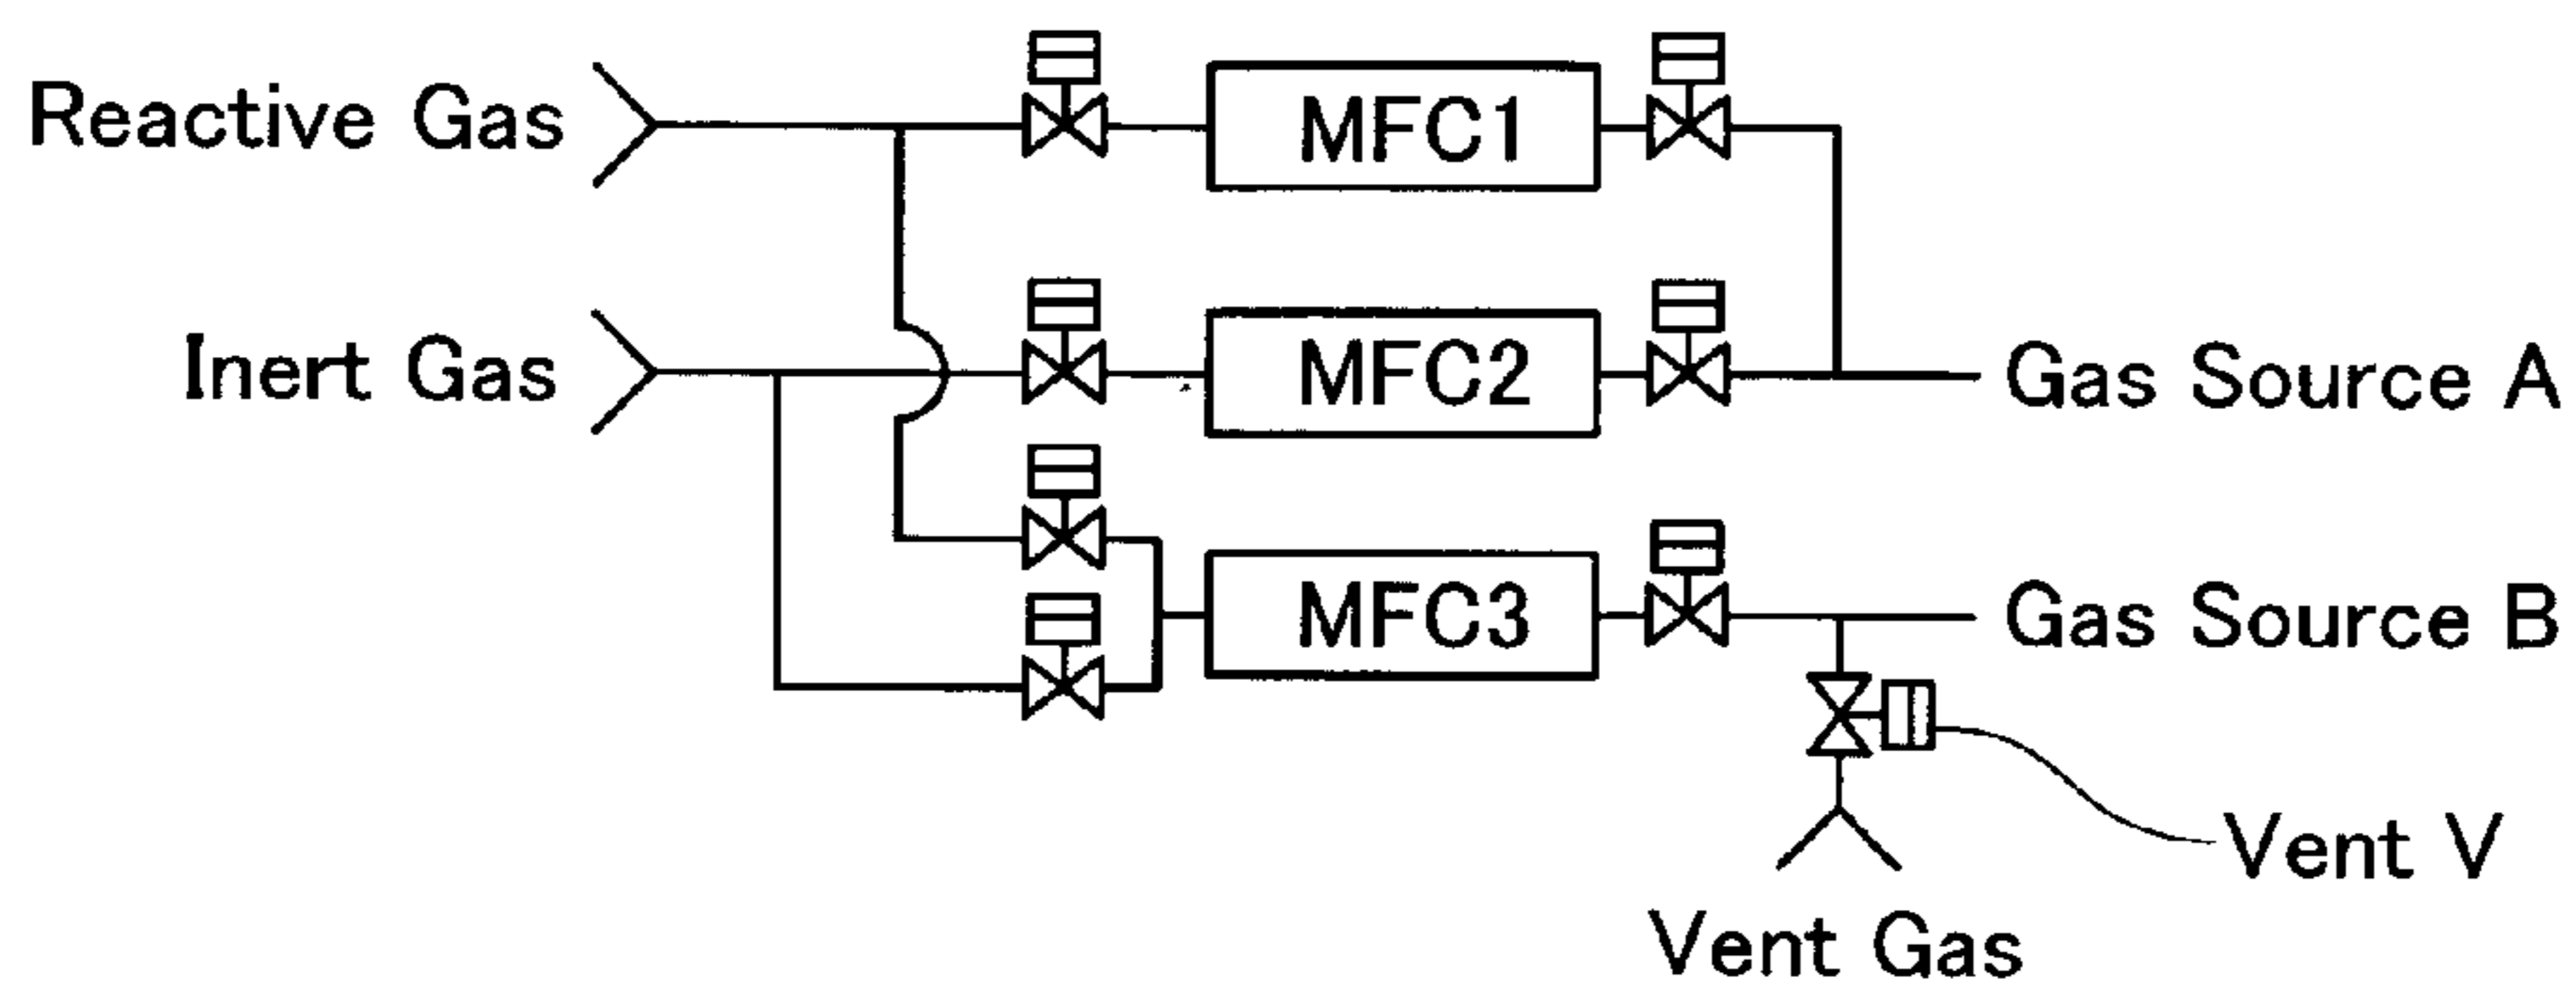 Reactive Gas
MFC1
Inert Gas
MFC2
Gas Source A
MFC3
Gas Source B
Vent V
Vent Gas